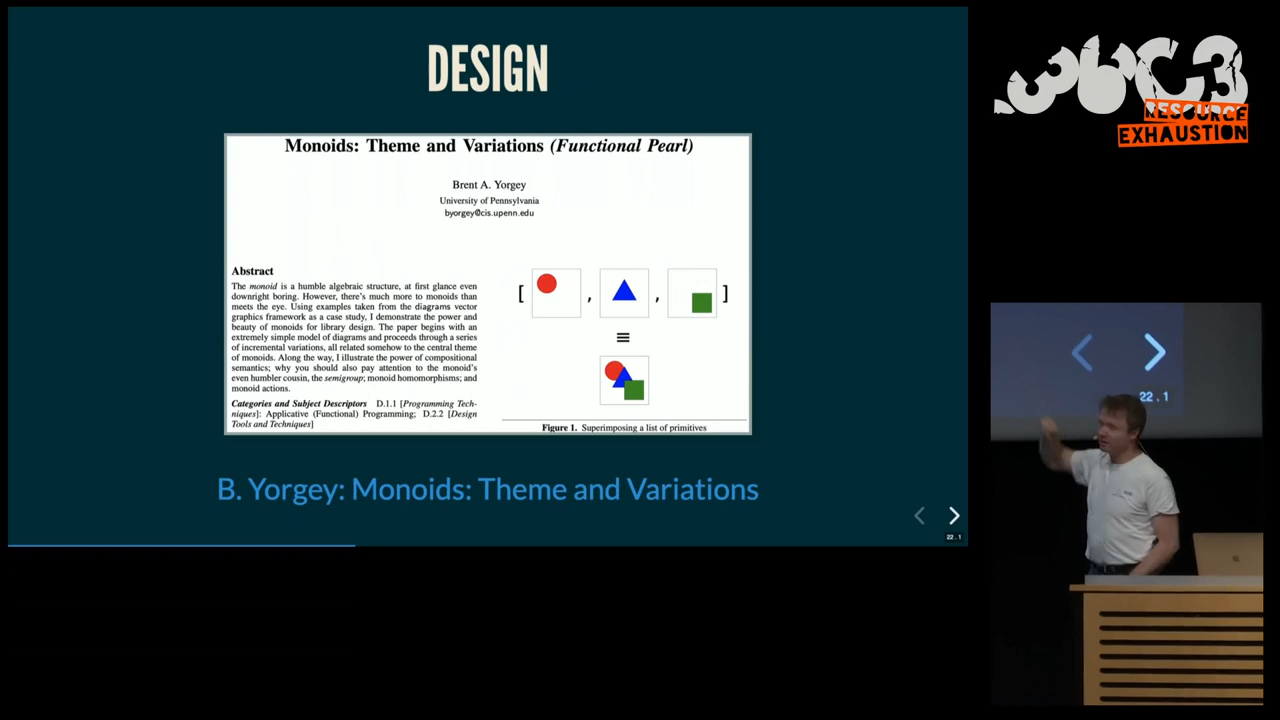 DESIGN
Monoids: Theme and Variations (Functional Pearl)
Brent A. Yorgey
University of Pennsylvania
byorgey@cis.upenn.edu
Abstract
The monoid is a humble algebraic structure, at first glance even
downright boring. However, there's much more to monoids than
meets the eye. Using examples taken from the diagrams vector
graphics framework as a case study, I demonstrate the power and
beauty of monoids for library design. The paper begins with an
extremely simple model of diagrams and proceeds through a series
of incremental variations, all related somehow to the central theme
of monoids. Along the way, I illustrate the power of compositional
semantics; why you should also pay attention to the monoid's
even humbler cousin, the semigroup; monoid homomorphisms; and
monoid actions.
Categories and Subject Descriptors D.1.1 [Programming Tech-
niques]: Applicative (Functional) Programming; D.2.2 [Design
Tools and Techniques]
[ , , ]
≡
Figure 1. Superimposing a list of primitives
B. Yorgey: Monoids: Theme and Variations
22.1
36C3
RESOURCE
EXHAUSTION
22.1